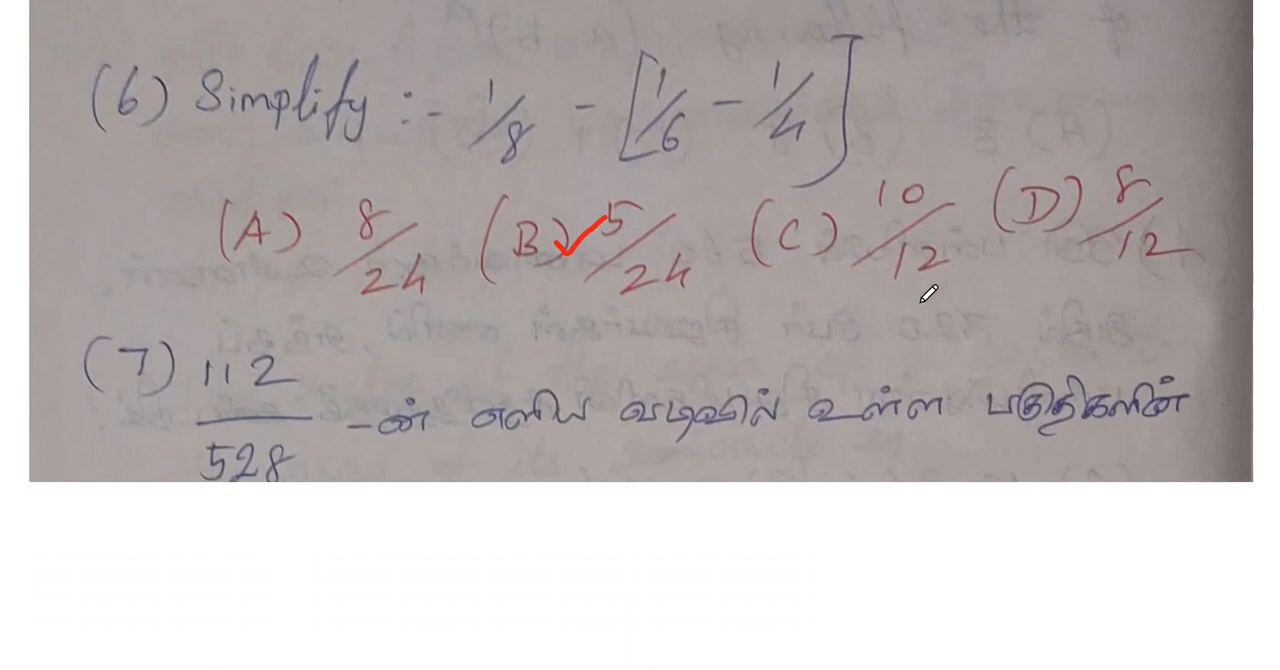 (6) Simplify :- 1/8 - [1/6 - 1/4]
(A) 8/24 (B) 5/24 (C) 10/12 (D) 8/12
(7) 112/528 -ன் எளிய வடிவில் உள்ள பகுதிகளின்